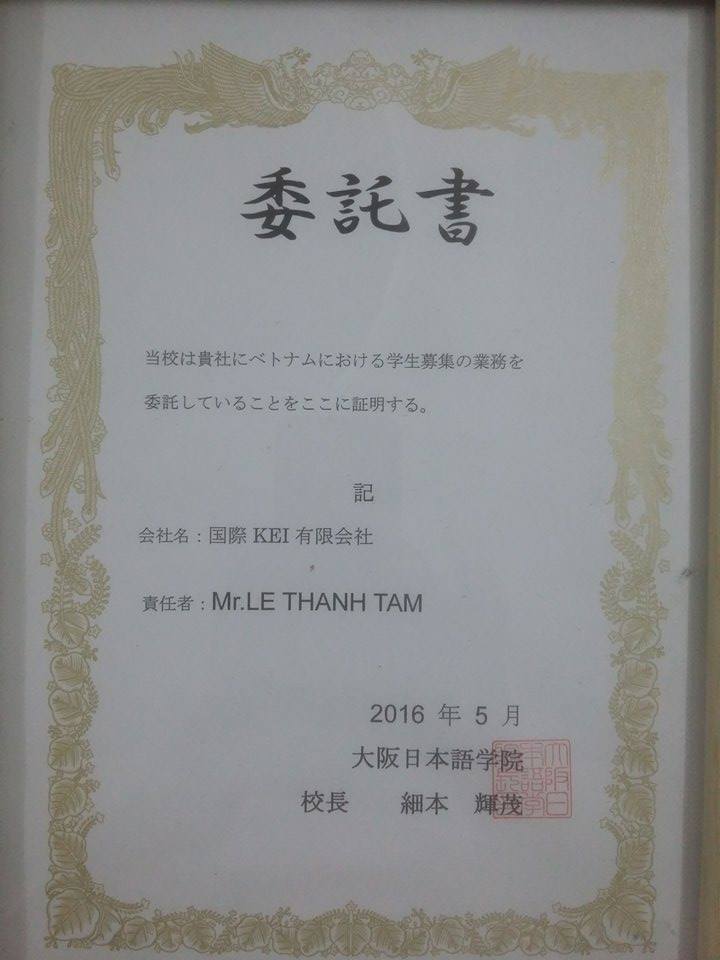 委託書
当校は貴社にベトナムにおける学生募集の業務を
委託していることをここに証明する。
記
会社名：国際 KEI 有限会社
責任者：Mr.LE THANH TAM
2016 年 5 月
大阪日本語学院
校長　　細本　輝茂